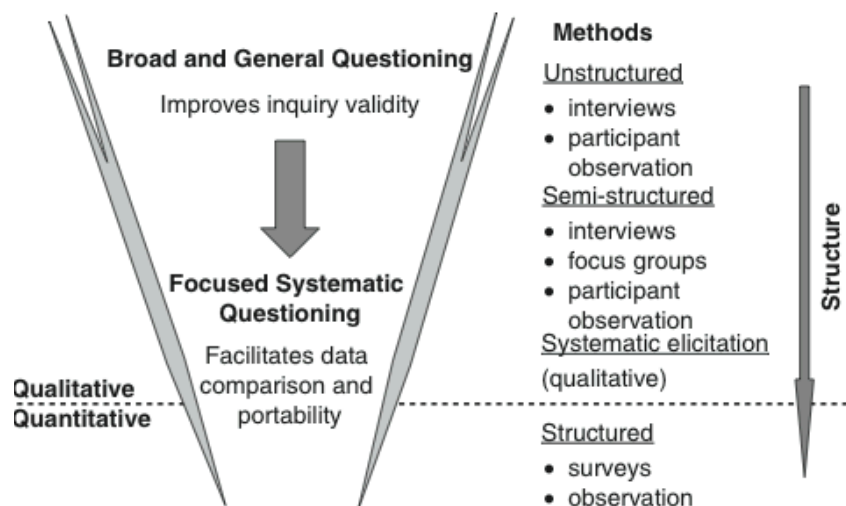 Broad and General Questioning
Improves inquiry validity
Focused Systematic
Questioning
Facilitates data
comparison and
portability
Qualitative
Quantitative
Methods
Unstructured
• interviews
• participant
observation
Semi-structured
• interviews
• focus groups
• participant
observation
Systematic elicitation
(qualitative)
Structured
• surveys
• observation
Structure